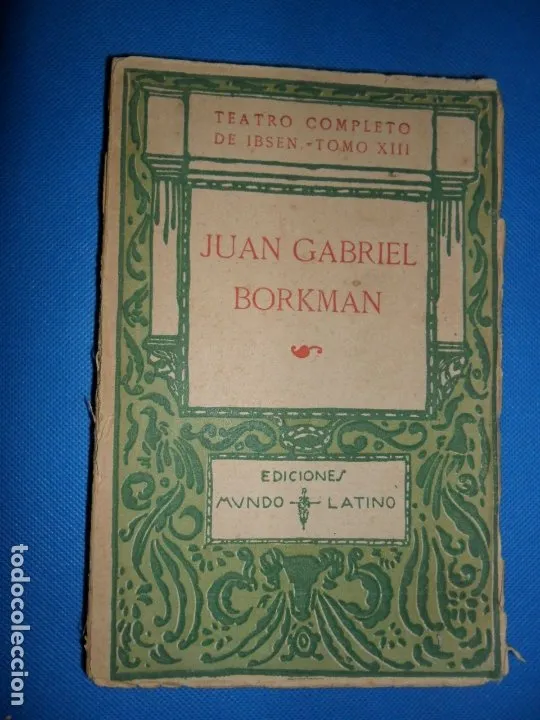 TEATRO COMPLETO
DE IBSEN.-TOMO XIII
JUAN GABRIEL
BORKMAN
EDICIONES
MVNDO LATINO
todocoleccion